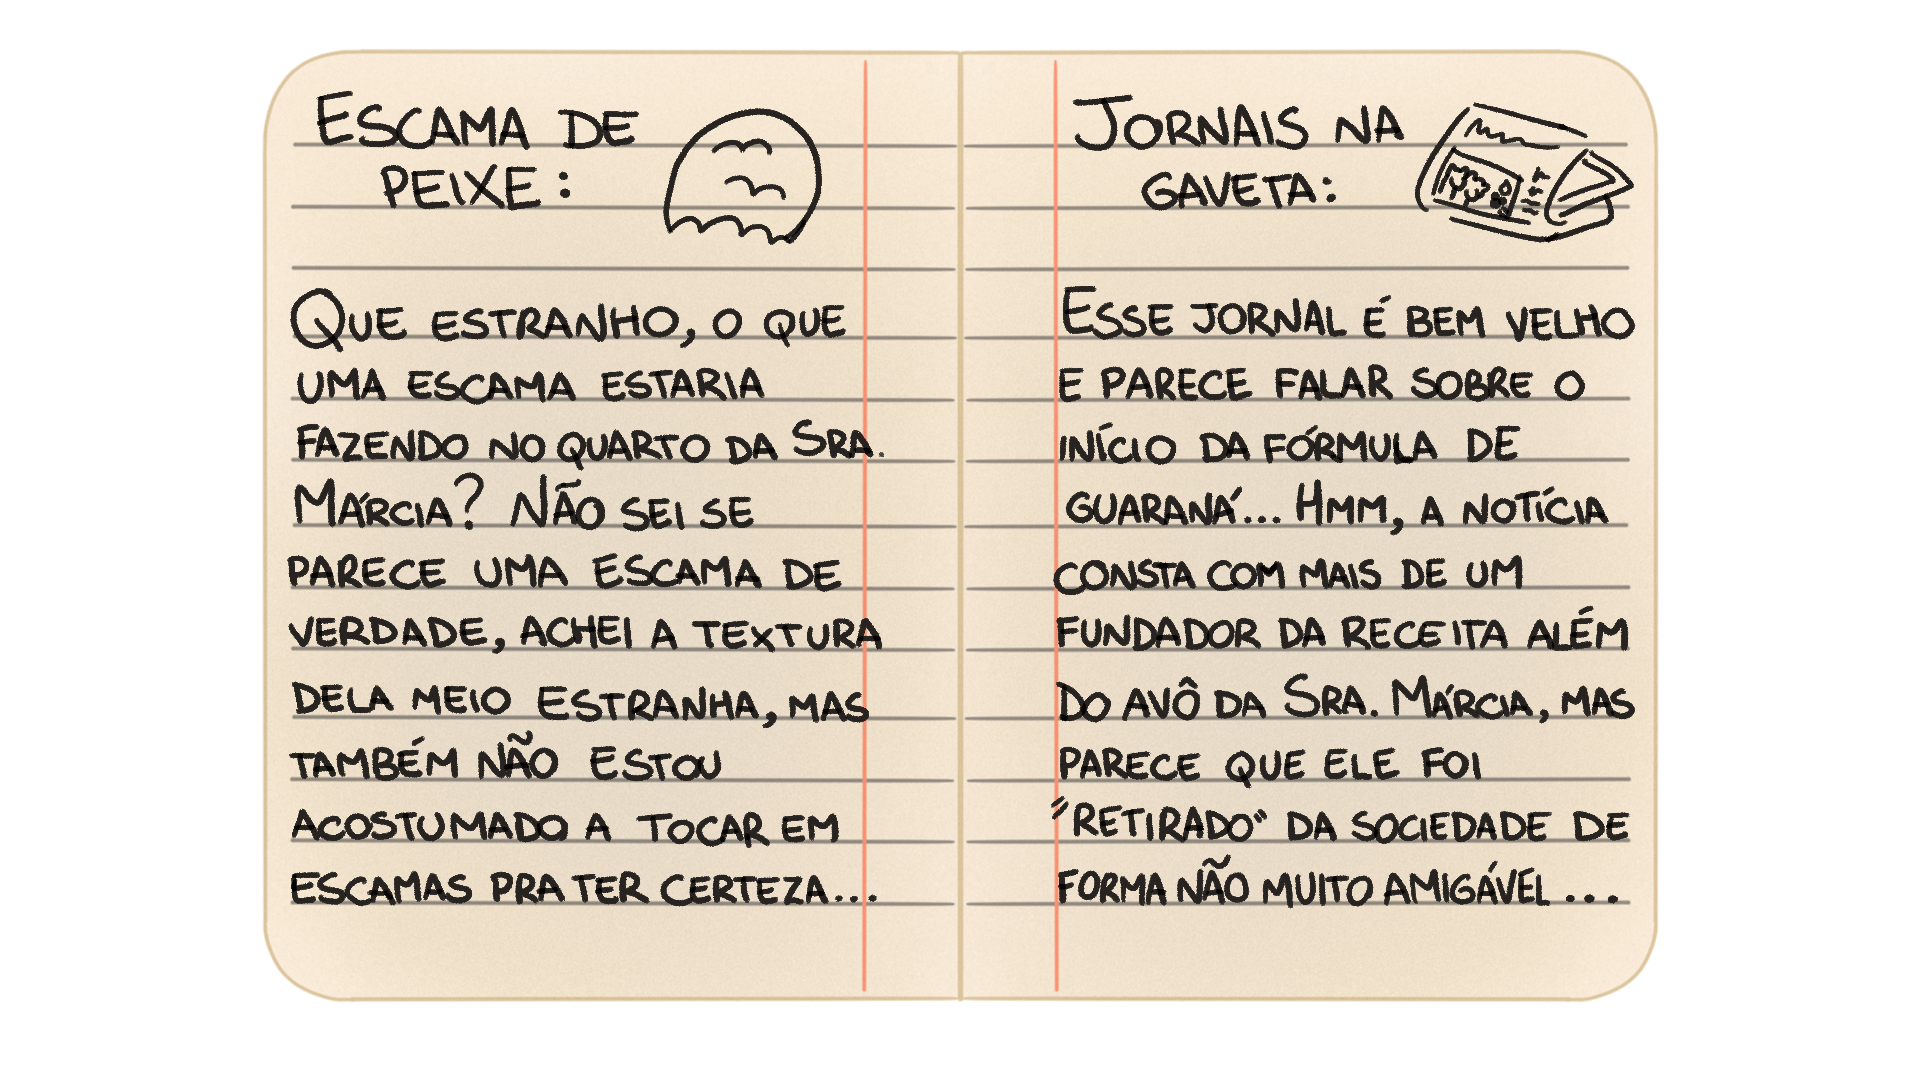 ESCAMA DE
PEIXE:
QUE ESTRANHO, O QUE
UMA ESCAMA ESTARIA
FAZENDO NO QUARTO DA SRA.
MÁRCIA? NÃO SEI SE
PARECE UMA ESCAMA DE
VERDADE, ACHEI A TEXTURA
DELA MEIO ESTRANHA, MAS
TAMBÉM NÃO ESTOU
ACOSTUMADO A TOCAR EM
ESCAMAS PRA TER CERTEZA...
JORNAIS NA
GAVETA:
ESSE JORNAL É BEM VELHO
E PARECE FALAR SOBRE O
INÍCIO DA FÓRMULA DE
GUARANÁ... HMM, A NOTÍCIA
CONSTA COM MAIS DE UM
FUNDADOR DA RECEITA ALÉM
DO AVÔ DA SRA. MÁRCIA, MAS
PARECE QUE ELE FOI
"RETIRADO" DA SOCIEDADE DE
FORMA NÃO MUITO AMIGÁVEL...